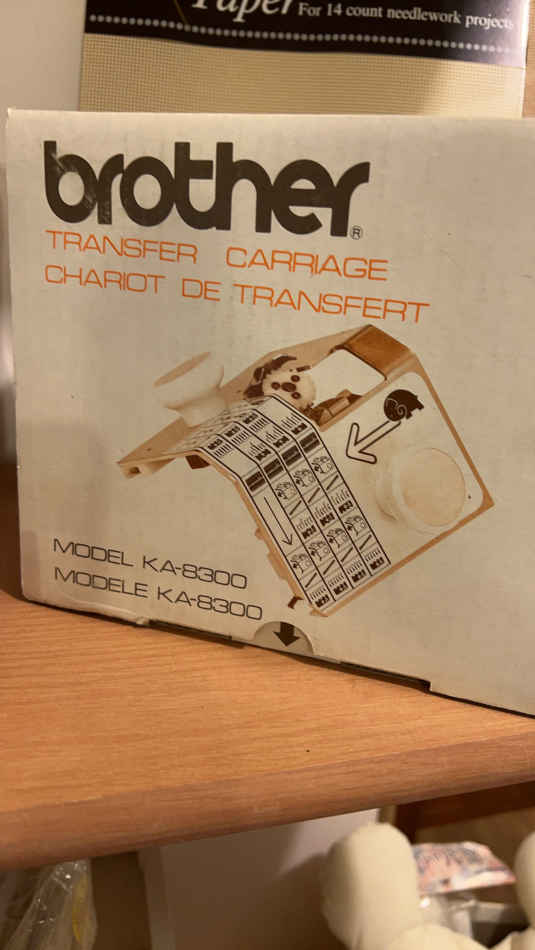 Paper For 14 count needlework projects
brother®
TRANSFER CARRIAGE
CHARIOT DE TRANSFERT
MODEL KA-8300
MODELE KA-8300